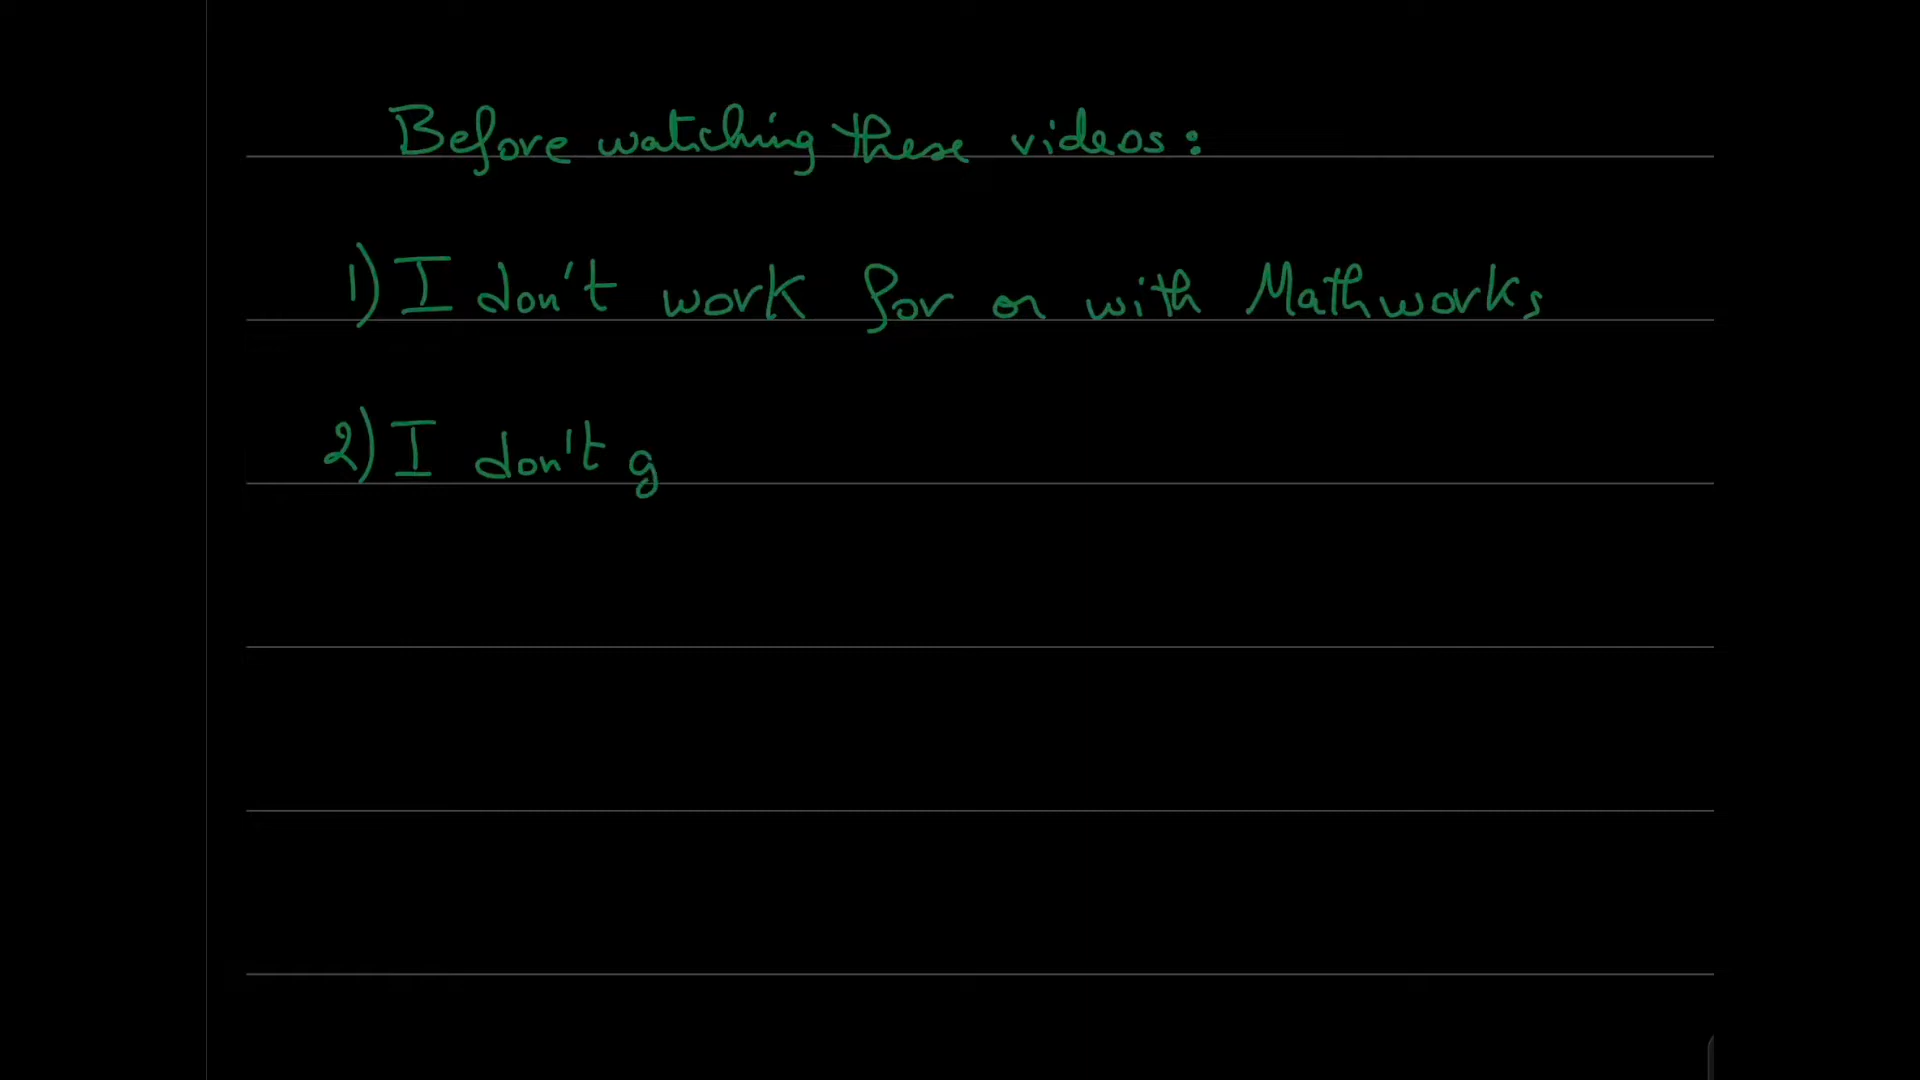 Before watching these videos:
1) I don't work for or with Mathworks
2) I don't g